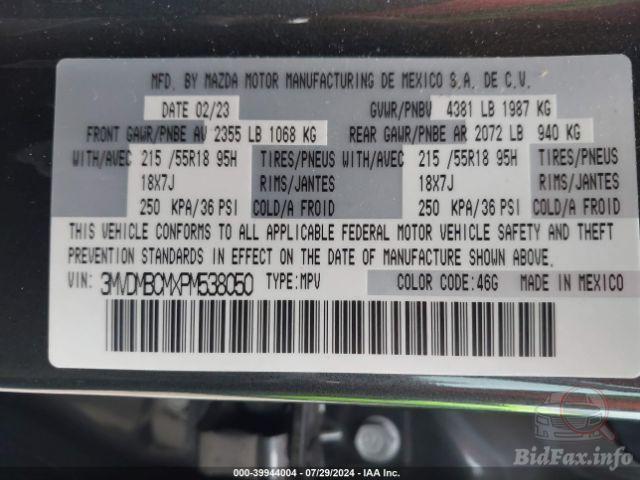 MFD. BY MAZDA MOTOR MANUFACTURING DE MEXICO S.A. DE C.V.
DATE 02/23 GVWR/PNBV 4381 LB 1987 KG
FRONT GAWR/PNBE AV 2355 LB 1068 KG REAR GAWR/PNBE AR 2072 LB 940 KG
WITH/AVEC 215 /55R18 95H TIRES/PNEUS WITH/AVEC 215 /55R18 95H TIRES/PNEUS
18X7J RIMS/JANTES 18X7J RIMS/JANTES
250 KPA/36 PSI COLD/A FROID 250 KPA/36 PSI COLD/A FROID
THIS VEHICLE CONFORMS TO ALL APPLICABLE FEDERAL MOTOR VEHICLE SAFETY AND THEFT
PREVENTION STANDARDS IN EFFECT ON THE DATE OF MANUFACTURE SHOWN ABOVE.
VIN: 3MVDMBCMXPM538050 TYPE: MPV COLOR CODE: 46G MADE IN MEXICO
BidFax.info
000-39944004 / 07/29/2024 - IAA Inc.